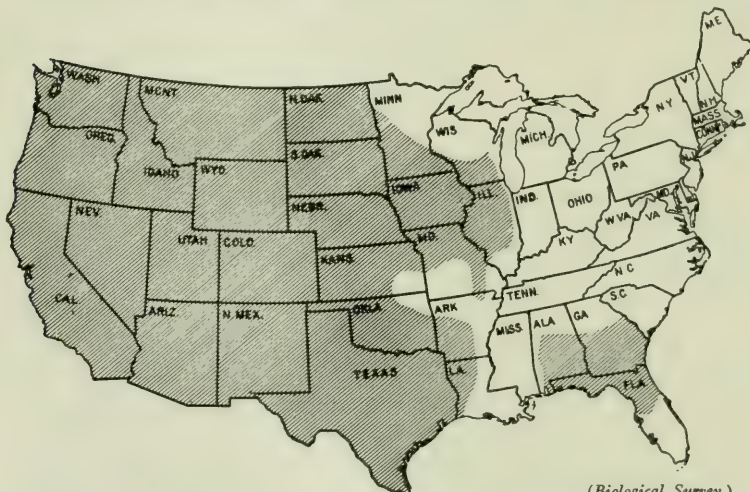 ME.
WASH.
MONT.
N.DAK.
MINN
VT.
N.H.
N.Y
MASS
CONN.
OREG.
IDAHO
WYO.
S.DAK.
WIS
MICH.
N.J.
PA
NEV.
UTAH
COLO.
NEBR.
IOWA
ILL.
IND.
OHIO
MD.
W.VA
VA
CAL
KANS.
MO.
KY
N.C
ARIZ.
N.MEX.
OKLA.
ARK
TENN.
S.C
TEXAS
LA.
MISS
ALA
GA
FLA
(Biological Survey.)